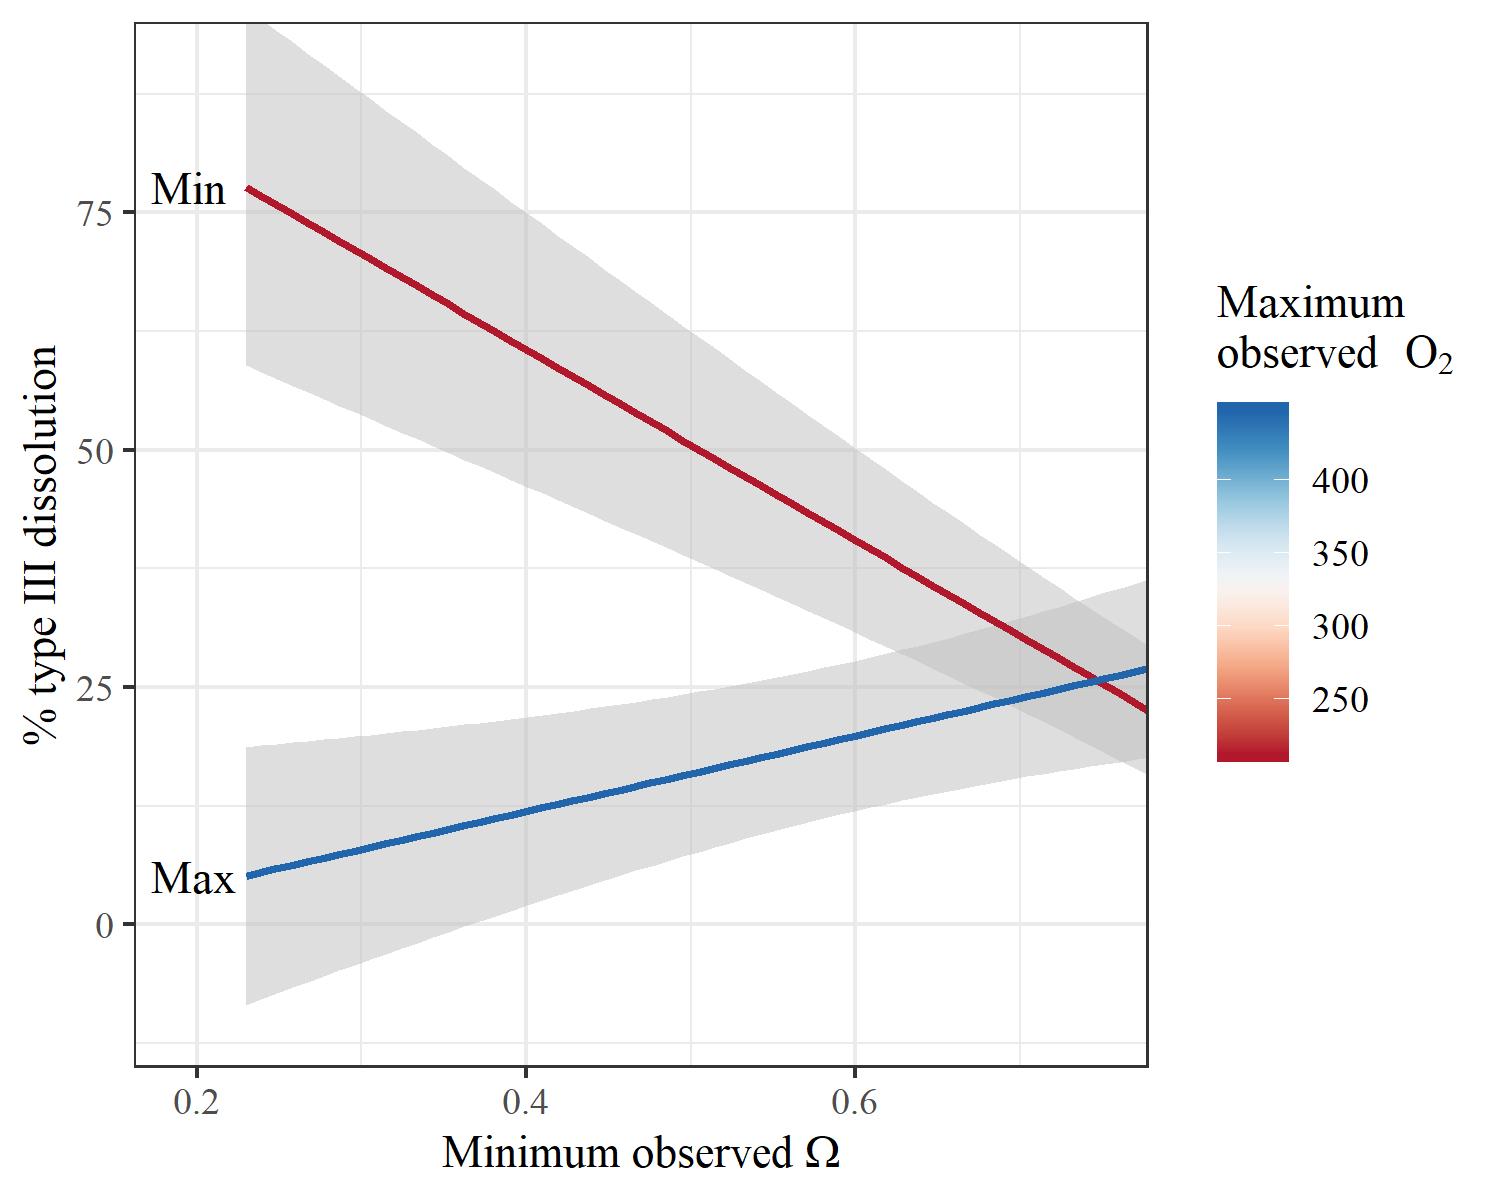 % type III dissolution
75
50
25
0
Min
Max
0.2
0.4
0.6
Minimum observed Ω
Maximum
observed O₂
400
350
300
250